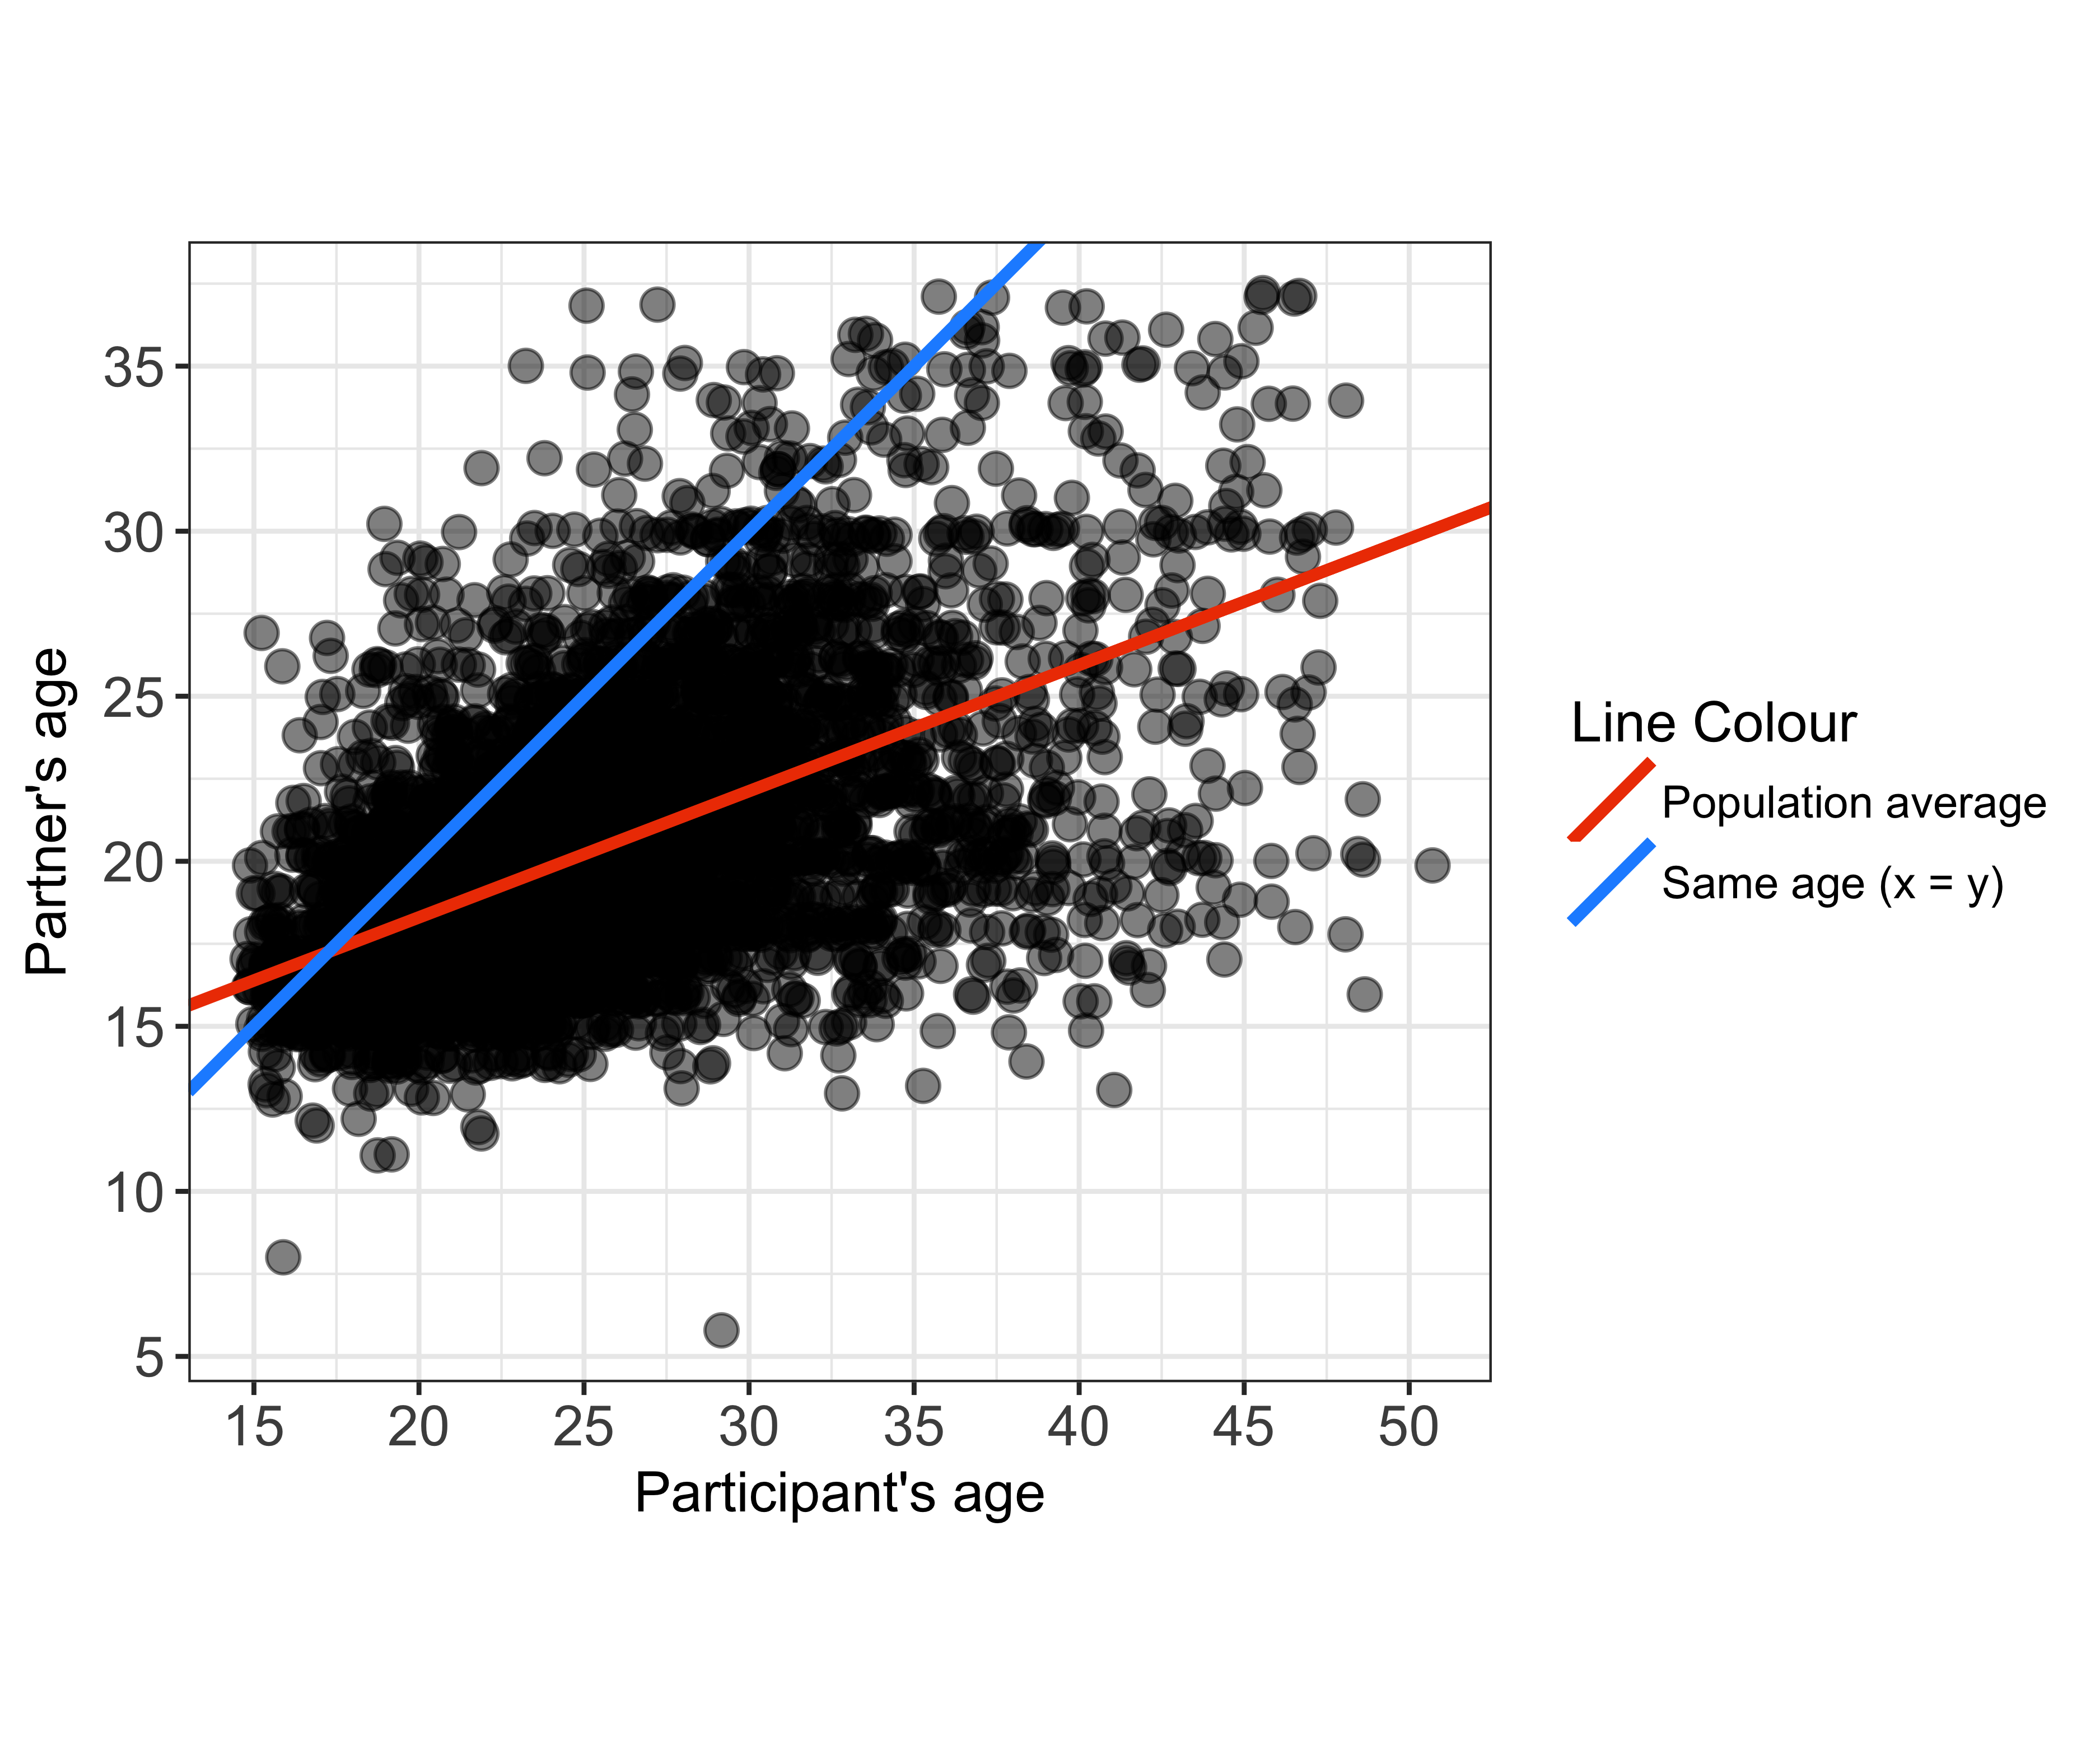 35
30
25
20
15
10
5
Partner's age
15 20 25 30 35 40 45 50
Participant's age
Line Colour
Population average
Same age (x = y)